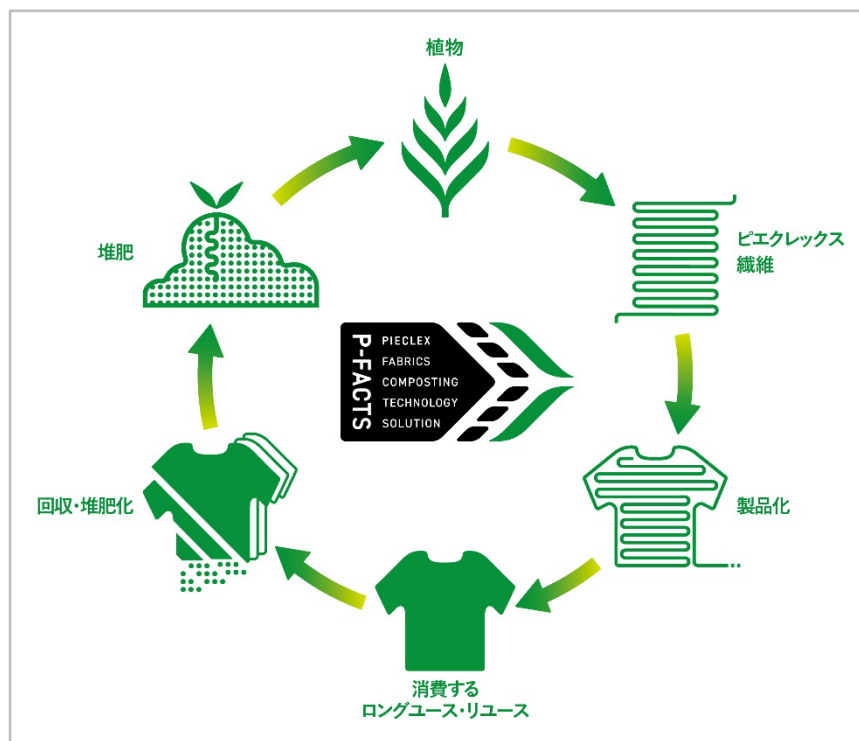 植物
ピエクレックス
繊維
製品化
消費する
ロングユース・リユース
回収・堆肥化
堆肥
P-FACTS
PIECLEX
FABRICS
COMPOSTING
TECHNOLOGY
SOLUTION